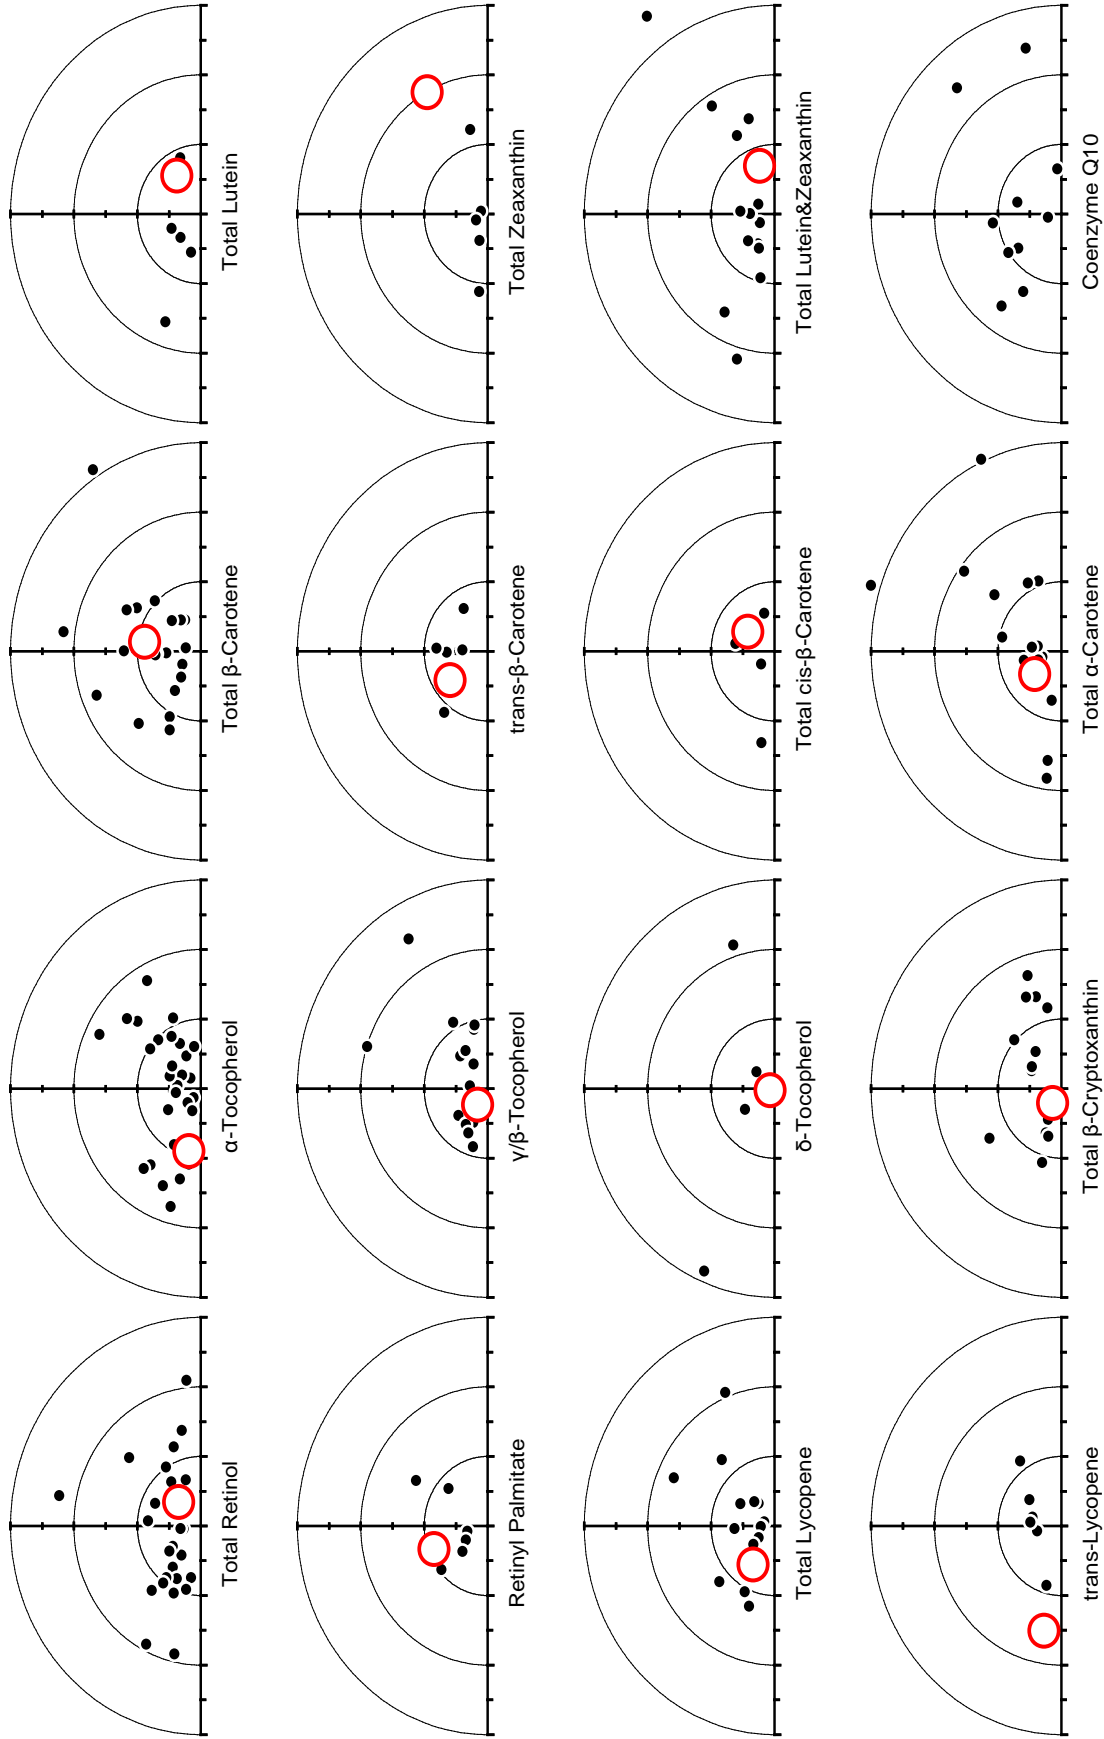 Total Retinol
α-Tocopherol
Total β-Carotene
Total Lutein
Retinyl Palmitate
γ/β-Tocopherol
trans-β-Carotene
Total Zeaxanthin
Total Lycopene
δ-Tocopherol
Total cis-β-Carotene
Total Lutein&Zeaxanthin
trans-Lycopene
Total β-Cryptoxanthin
Total α-Carotene
Coenzyme Q10